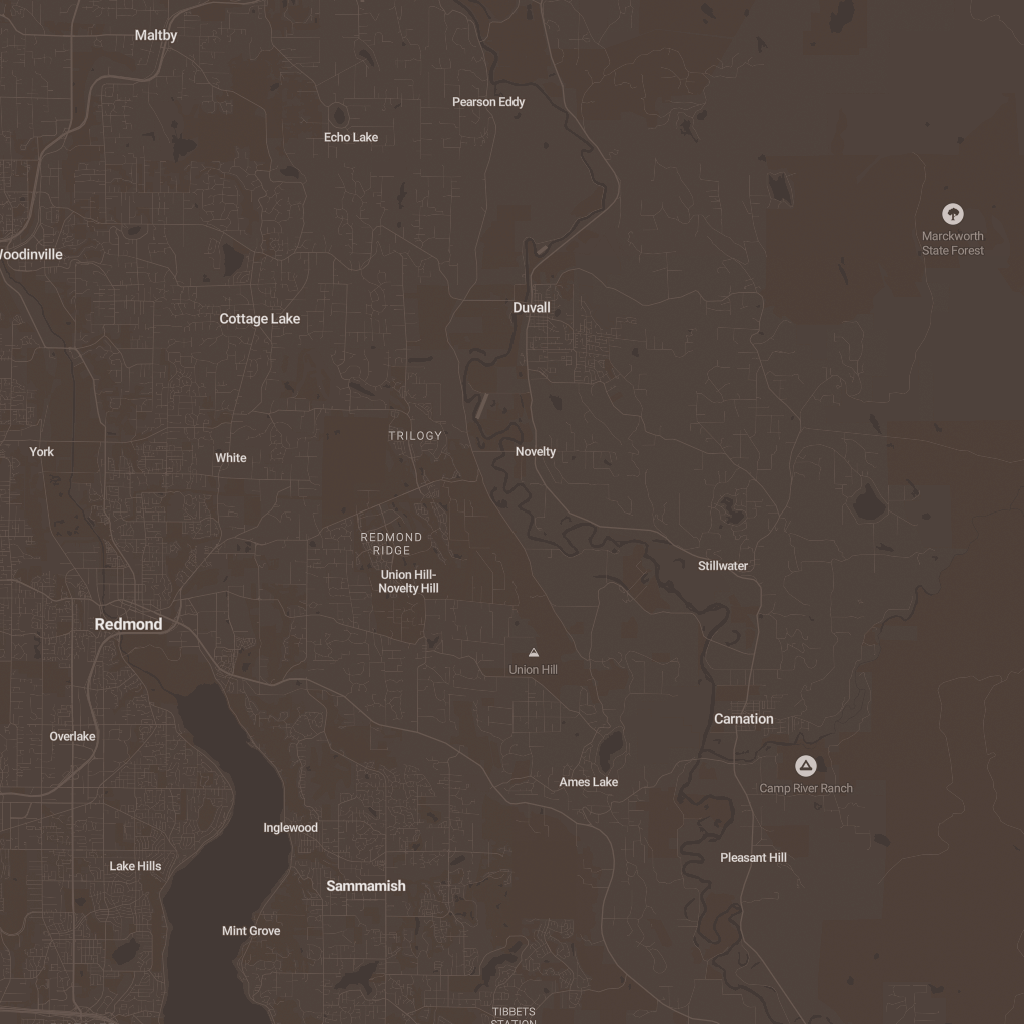 Maltby
Pearson Eddy
Echo Lake
Marckworth
State Forest
Woodinville
Duvall
Cottage Lake
TRILOGY
York
White
Novelty
REDMOND
RIDGE
Stillwater
Union Hill-
Novelty Hill
Redmond
Union Hill
Carnation
Overlake
Ames Lake
Camp River Ranch
Inglewood
Pleasant Hill
Lake Hills
Sammamish
Mint Grove
TIBBETS
STATION